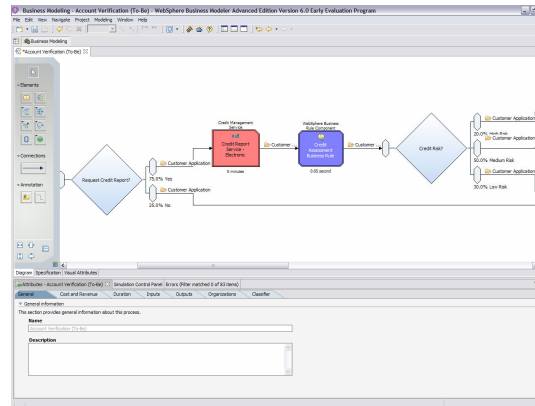 Business Modeling - Account Verification (To-Be) - WebSphere Business Modeler Advanced Edition Version 6.0 Early Evaluation Program
File Edit View Navigate Project Modeling Window Help
Business Modeling
*Account Verification (To-Be)
Elements
Connections
Annotation
Request Credit Report?
Customer Application
75.0% Yes
Customer Application
25.0% No
Credit Management
Service
Credit Report
Service -
Electronic
5 minutes
Customer
WebSphere Business
Rule Component
Credit
Assessment
Business Rule
0.85 second
Customer
Credit Risk?
Customer Application
20.0% High Risk
Customer Application
50.0% Medium Risk
Customer Application
30.0% Low Risk
Diagram Specification Visual Attributes
Attributes - Account Verification (To-Be) Simulation Control Panel Errors (Filter matched 0 of 83 items)
General Cost and Revenue Duration Inputs Outputs Organizations Classifier
General information
This section provides general information about this process.
Name
Account Verification (To-Be)
Description